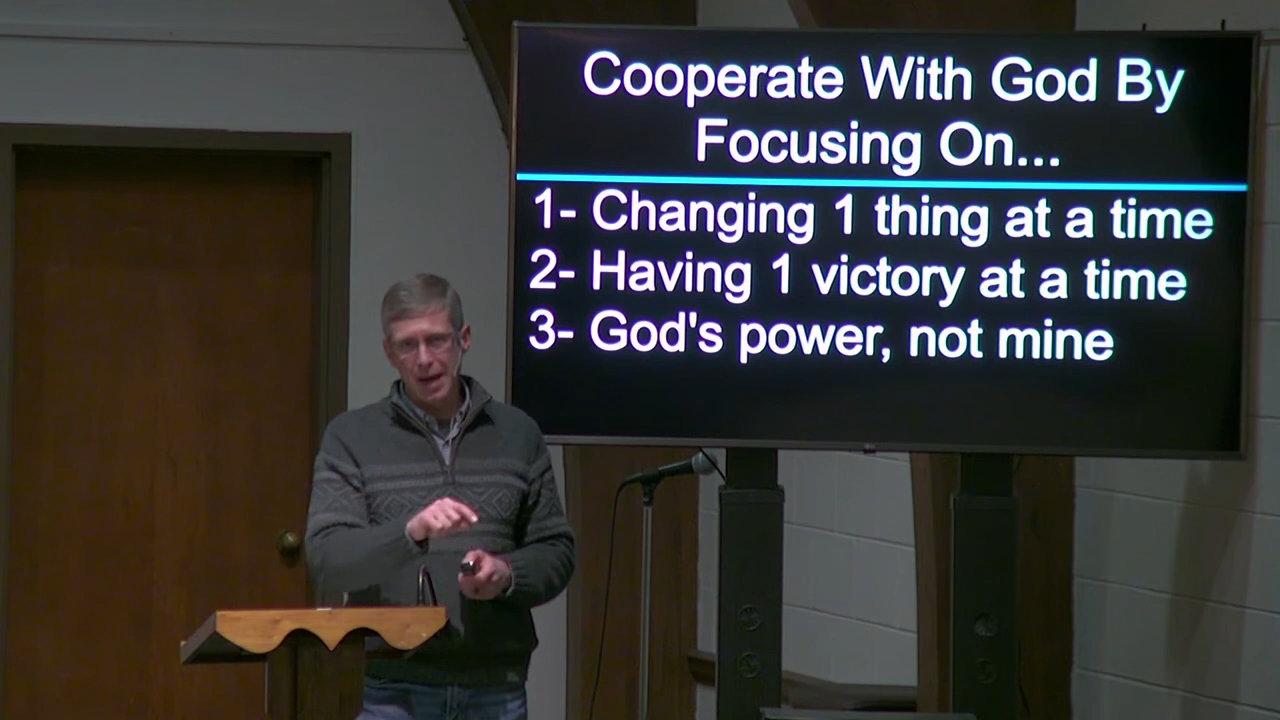 Cooperate With God By
Focusing On...
1- Changing 1 thing at a time
2- Having 1 victory at a time
3- God's power, not mine